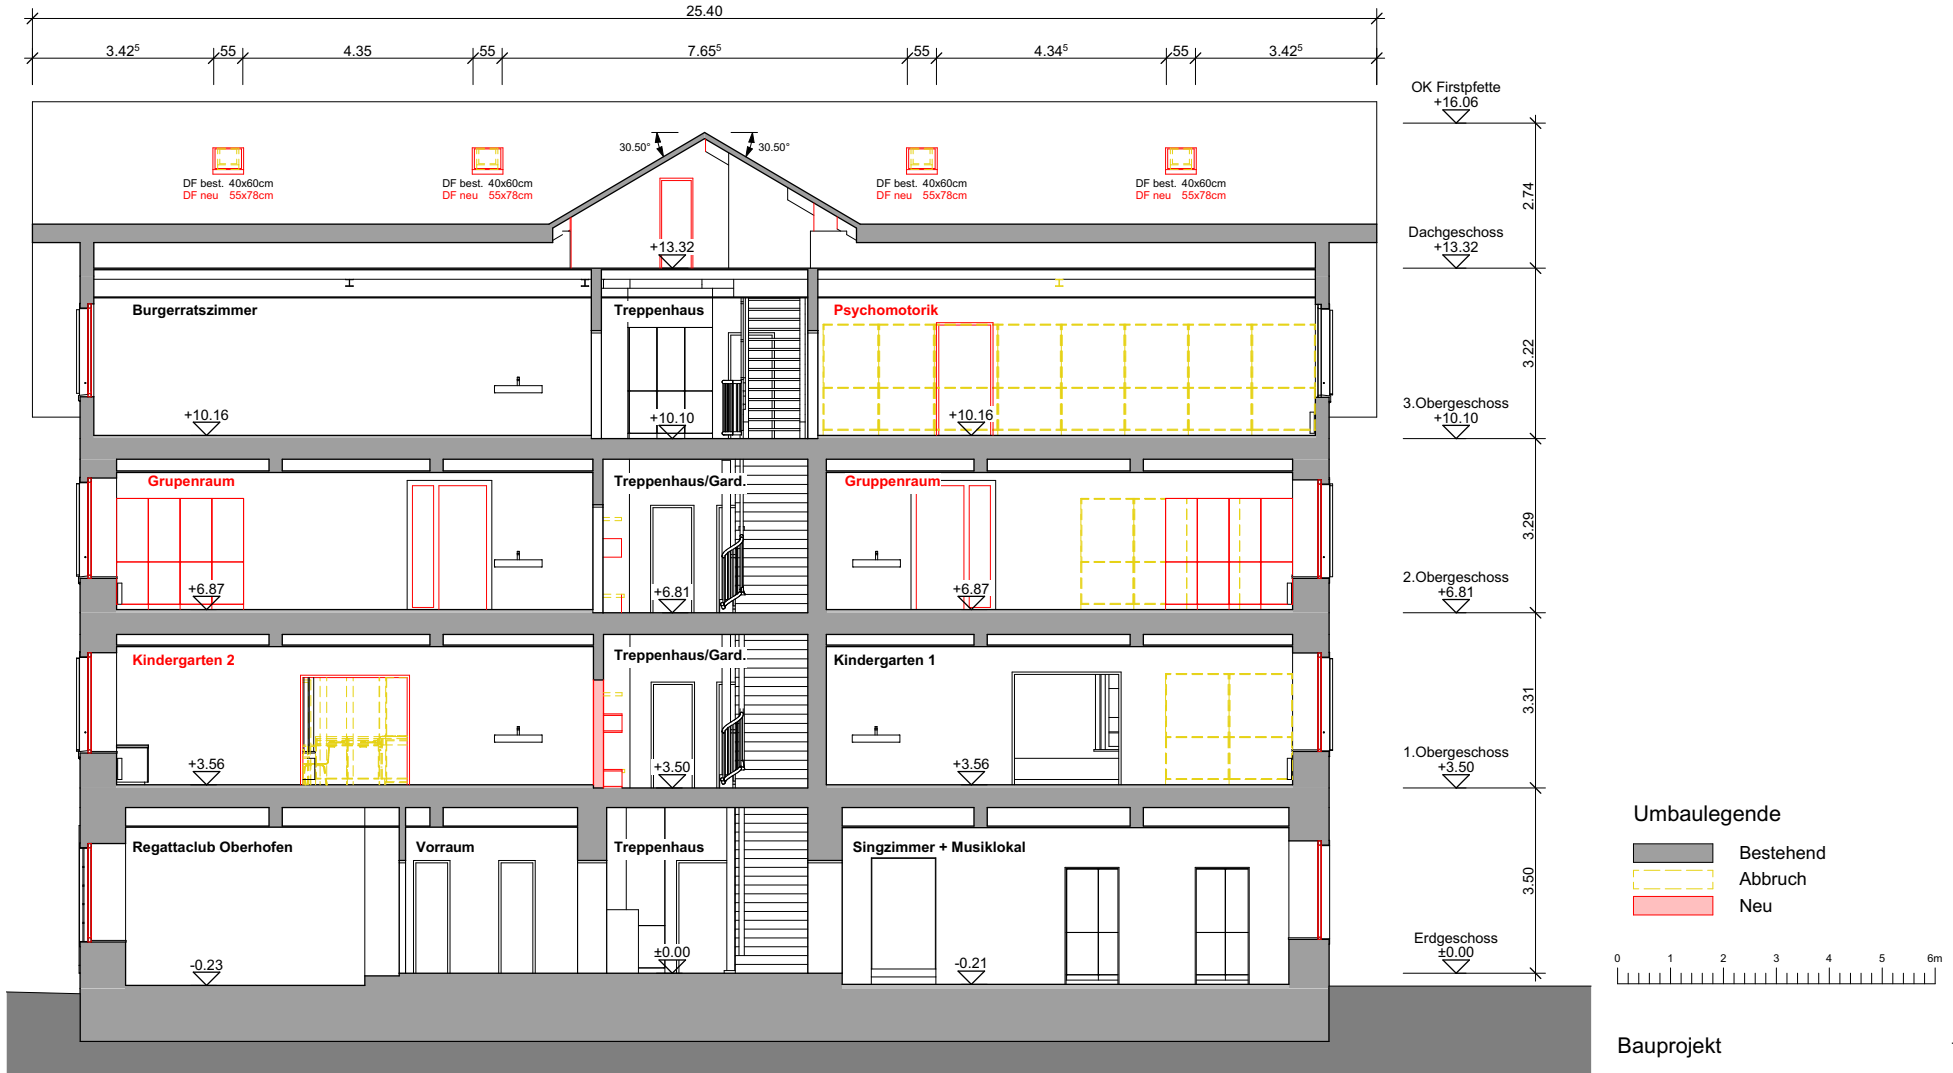 25.40
3.42⁵ 55 4.35 55 7.65⁵ 55 4.34⁵ 55 3.42⁵
OK Firstpfette
+16.06
30.50° 30.50°
DF best. 40x60cm
DF neu 55x78cm
DF best. 40x60cm
DF neu 55x78cm
DF best. 40x60cm
DF neu 55x78cm
DF best. 40x60cm
DF neu 55x78cm
2.74
+13.32
Dachgeschoss
+13.32
Burgerratszimmer
Treppenhaus
Psychomotorik
3.22
+10.16
+10.10
+10.16
3.Obergeschoss
+10.10
Grupenraum
Treppenhaus/Gard.
Gruppenraum
3.29
+6.87
+6.81
+6.87
2.Obergeschoss
+6.81
Kindergarten 2
Treppenhaus/Gard.
Kindergarten 1
3.31
+3.56
+3.50
+3.56
1.Obergeschoss
+3.50
Regattaclub Oberhofen
Vorraum
Treppenhaus
Singzimmer + Musiklokal
3.50
-0.23
±0.00
-0.21
Erdgeschoss
±0.00
Umbaulegende
Bestehend
Abbruch
Neu
0 1 2 3 4 5 6m
Bauprojekt